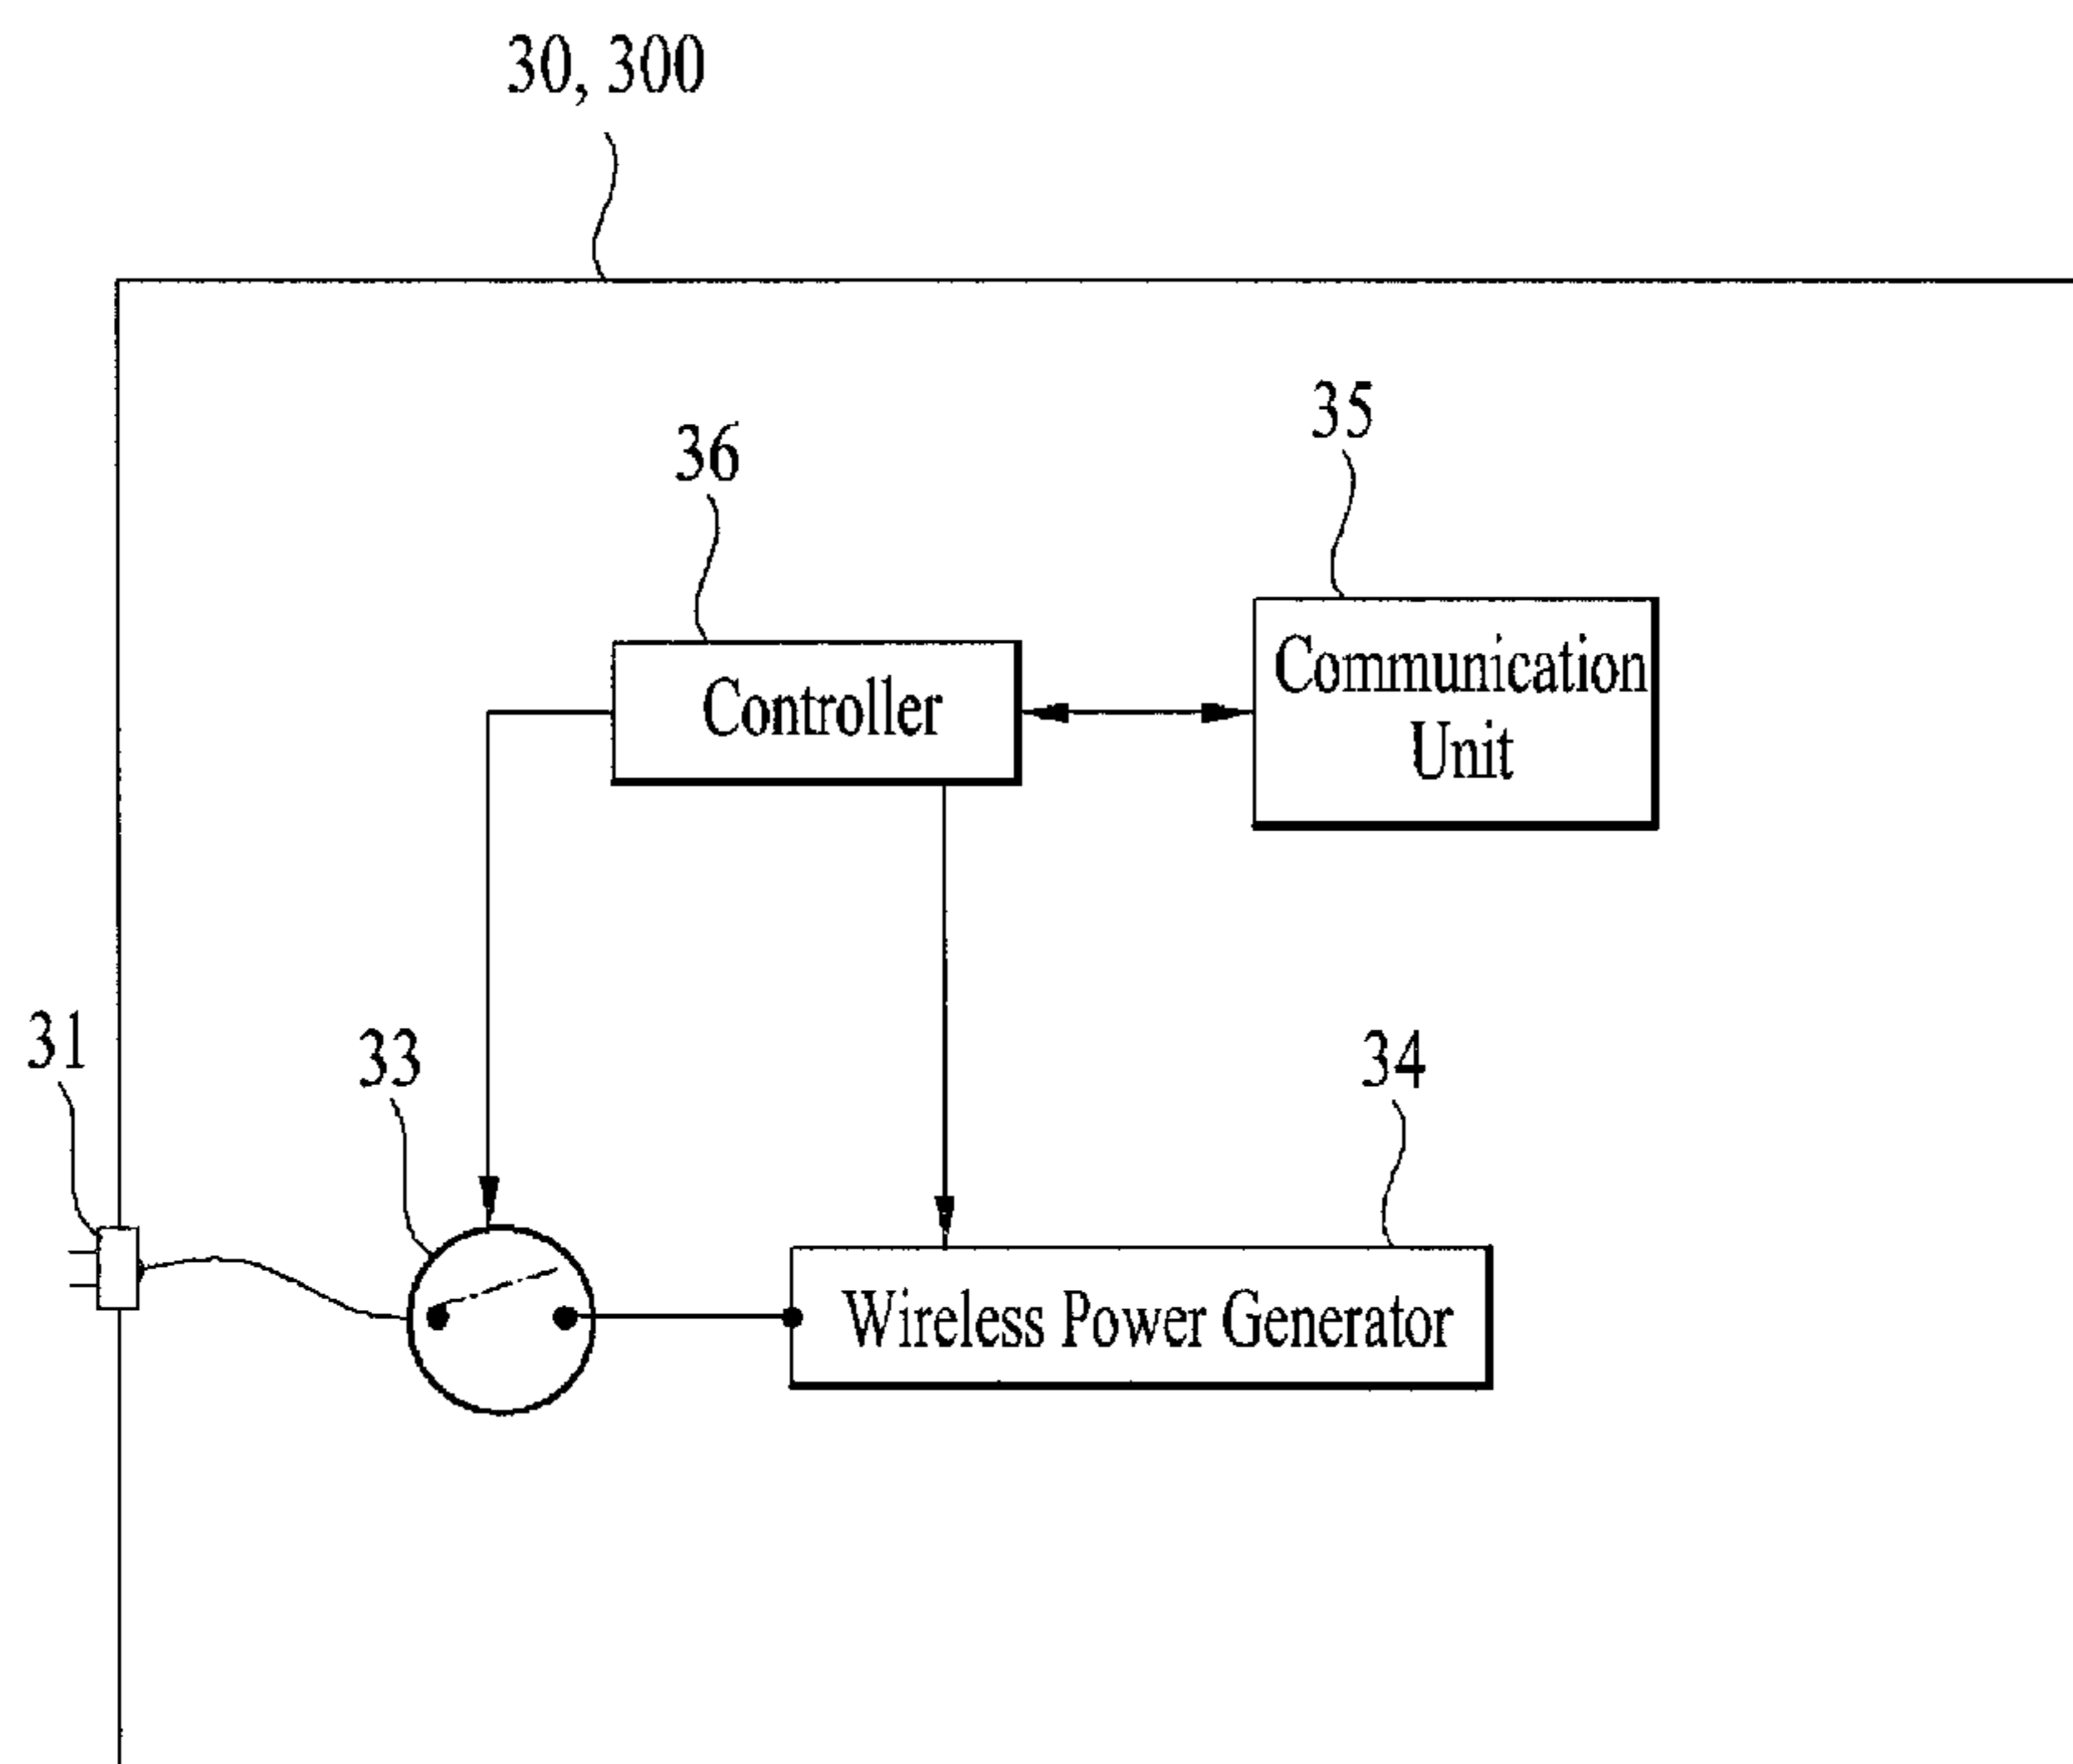 30, 300
35
36
Communication
Unit
Controller
31
33
34
Wireless Power Generator